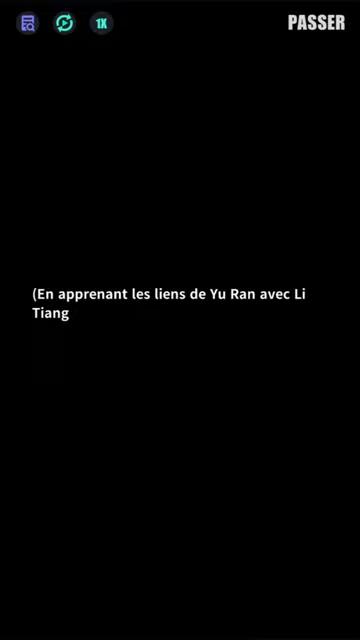 1X
PASSER
(En apprenant les liens de Yu Ran avec Li
Tiang